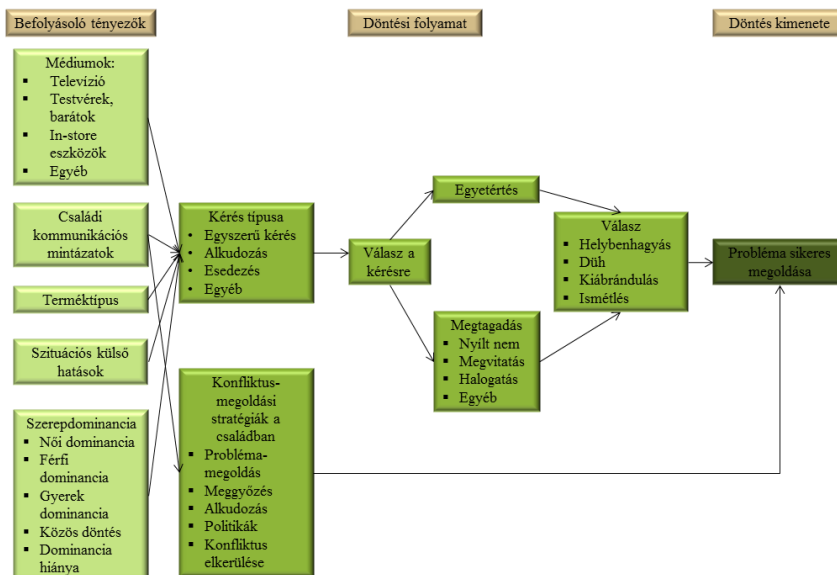 Befolyásoló tényezők
Döntési folyamat
Döntés kimenete
Médiumok:
▪ Televízió
▪ Testvérek,
barátok
▪ In-store
eszközök
▪ Egyéb
Családi
kommunikációs
mintázatok
Terméktípus
Szituációs külső
hatások
Szerepdominancia
▪ Női dominancia
▪ Férfi
dominancia
▪ Gyerek
dominancia
▪ Közös döntés
▪ Dominancia
hiánya
Kérés típusa
• Egyszerű kérés
• Alkudozás
• Esedezés
• Egyéb
Konfliktus-
megoldási
stratégiák a
családban
▪ Probléma-
megoldás
▪ Meggyőzés
▪ Alkudozás
▪ Politikák
▪ Konfliktus
elkerülése
Válasz a
kérésre
Egyetértés
Megtagadás
▪ Nyílt nem
▪ Megvitatás
▪ Halogatás
▪ Egyéb
Válasz
▪ Helybenhagyás
▪ Düh
▪ Kiábrándulás
▪ Ismétlés
Probléma sikeres
megoldása